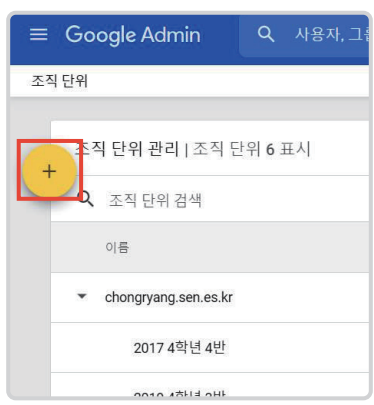 Google Admin
사용자, 그룹
조직 단위
조직 단위 관리 | 조직 단위 6 표시
+
조직 단위 검색
이름
chongryang.sen.es.kr
2017 4학년 4반